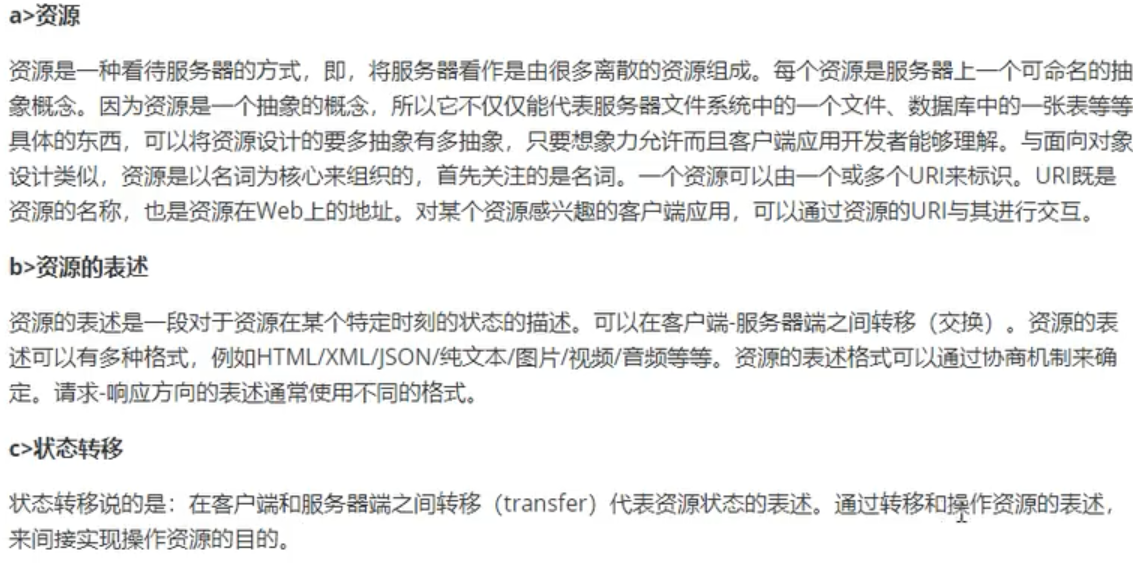 a>资源
资源是一种看待服务器的方式，即，将服务器看作是由很多离散的资源组成。每个资源是服务器上一个可命名的抽
象概念。因为资源是一个抽象的概念，所以它不仅仅能代表服务器文件系统中的一个文件、数据库中的一张表等等
具体的东西，可以将资源设计的要多抽象有多抽象，只要想象力允许而且客户端应用开发者能够理解。与面向对象
设计类似，资源是以名词为核心来组织的，首先关注的是名词。一个资源可以由一个或多个URI来标识。URI既是
资源的名称，也是资源在Web上的地址。对某个资源感兴趣的客户端应用，可以通过资源的URI与其进行交互。
b>资源的表述
资源的表述是一段对于资源在某个特定时刻的状态的描述。可以在客户端-服务器端之间转移（交换）。资源的表
述可以有多种格式，例如HTML/XML/JSON/纯文本/图片/视频/音频等等。资源的表述格式可以通过协商机制来确
定。请求-响应方向的表述通常使用不同的格式。
c>状态转移
状态转移说的是：在客户端和服务器端之间转移（transfer）代表资源状态的表述。通过转移和操作资源的表述，
来间接实现操作资源的目的。